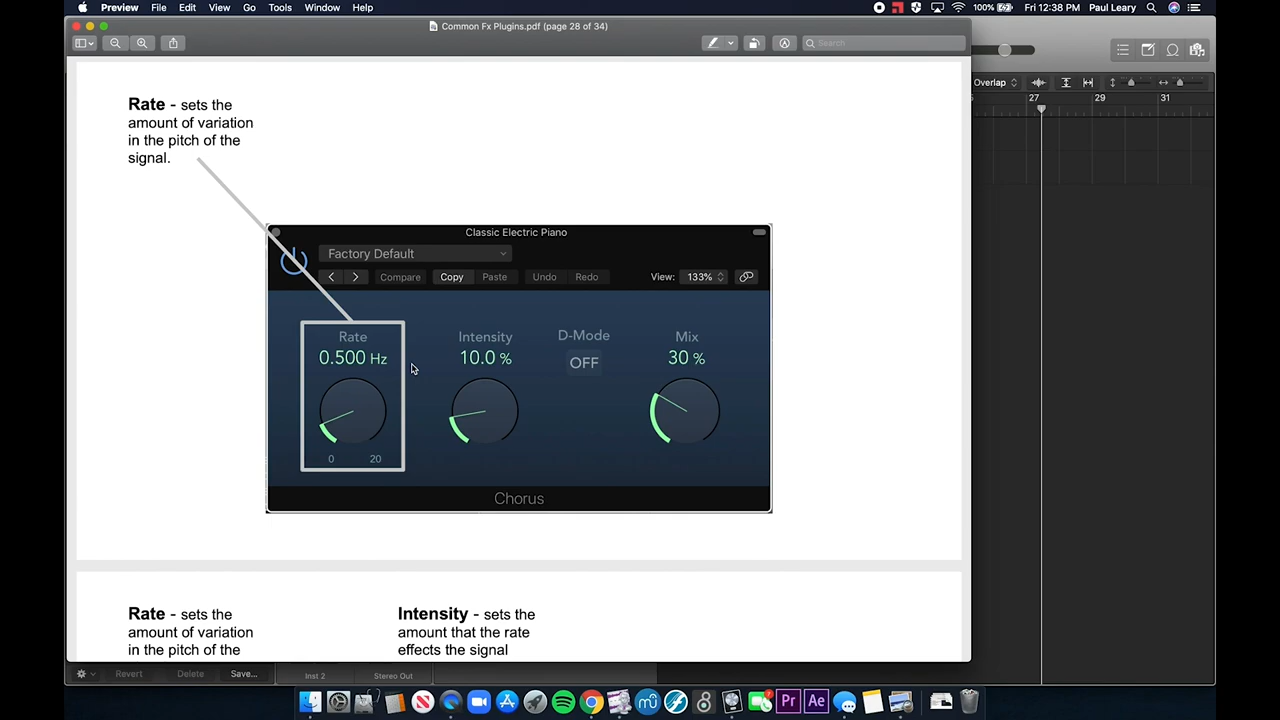 Preview File Edit View Go Tools Window Help 100% Fri 12:38 PM Paul Leary
Common Fx Plugins.pdf (page 28 of 34)
Search
Overlap
27 29 31
Rate - sets the
amount of variation
in the pitch of the
signal.
Classic Electric Piano
Factory Default
Compare Copy Paste Undo Redo View: 133%
Rate Intensity D-Mode Mix
0.500 Hz 10.0 % OFF 30 %
0 20
Chorus
Rate - sets the
amount of variation
in the pitch of the
Intensity - sets the
amount that the rate
effects the signal
Revert Delete Save... Inst 2 Stereo Out
Pr Ae